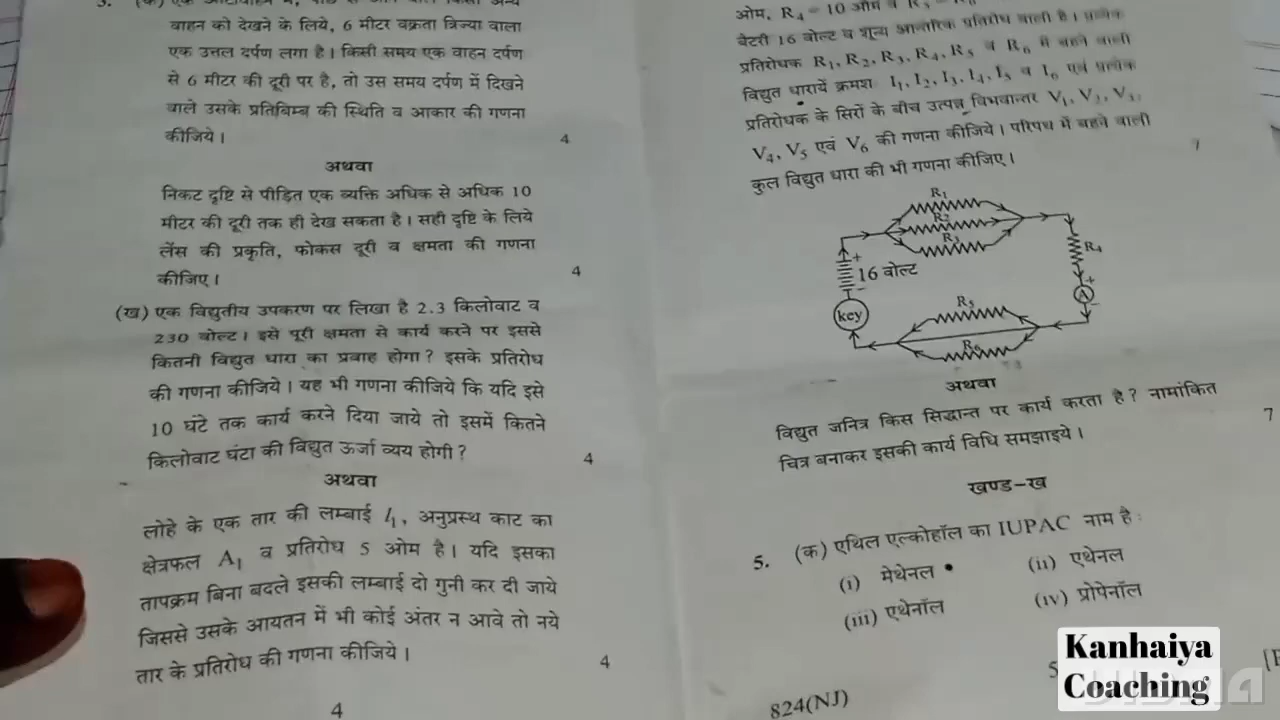 3. (क) एक
वाहन को देखने के लिये, 6 मीटर वक्रता त्रिज्या वाला
एक उत्तल दर्पण लगा है। किसी समय एक वाहन दर्पण
से 6 मीटर की दूरी पर है, तो उस समय दर्पण में दिखने
वाले उसके प्रतिबिम्ब की स्थिति व आकार की गणना
कीजिये। 4
अथवा
निकट दृष्टि से पीड़ित एक व्यक्ति अधिक से अधिक 10
मीटर की दूरी तक ही देख सकता है। सही दृष्टि के लिये
लेंस की प्रकृति, फोकस दूरी व क्षमता की गणना
कीजिए। 4
(ख) एक विद्युतीय उपकरण पर लिखा है 2.3 किलोवाट व
230 वोल्ट। इसे पूरी क्षमता से कार्य करने पर इससे
कितनी विद्युत धारा का प्रवाह होगा? इसके प्रतिरोध
की गणना कीजिये। यह भी गणना कीजिये कि यदि इसे
10 घंटे तक कार्य करने दिया जाये तो इसमें कितने
किलोवाट घंटा की विद्युत ऊर्जा व्यय होगी? 4
अथवा
लोहे के एक तार की लम्बाई l₁, अनुप्रस्थ काट का
क्षेत्रफल A₁ व प्रतिरोध 5 ओम है। यदि इसका
तापक्रम बिना बदले इसकी लम्बाई दो गुनी कर दी जाये
जिससे उसके आयतन में भी कोई अंतर न आवे तो नये
तार के प्रतिरोध की गणना कीजिये। 4
4
ओम, R₄ = 10 ओम व
बैटरी 16 वोल्ट व शून्य आन्तरिक प्रतिरोध वाली है। प्रत्येक
प्रतिरोधक R₁, R₂, R₃, R₄, R₅ व R₆ में बहने वाली
विद्युत धारायें क्रमशः I₁, I₂, I₃, I₄, I₅ व I₆ एवं प्रत्येक
प्रतिरोधक के सिरों के बीच उत्पन्न विभवान्तर V₁, V₂, V₃,
V₄, V₅ एवं V₆ की गणना कीजिये। परिपथ में बहने वाली
कुल विद्युत धारा की भी गणना कीजिए। 7
R₁
R₂
R₃
R₄
+
16 वोल्ट
−
+
A
−
key
R₅
R₆
अथवा
विद्युत जनित्र किस सिद्धान्त पर कार्य करता है? नामांकित
चित्र बनाकर इसकी कार्य विधि समझाइये। 7
खण्ड-ख
5. (क) एथिल एल्कोहॉल का IUPAC नाम है :
(i) मेथेनल (ii) एथेनल
(iii) एथेनॉल (iv) प्रोपेनॉल
824(NJ) 5
Kanhaiya
Coaching